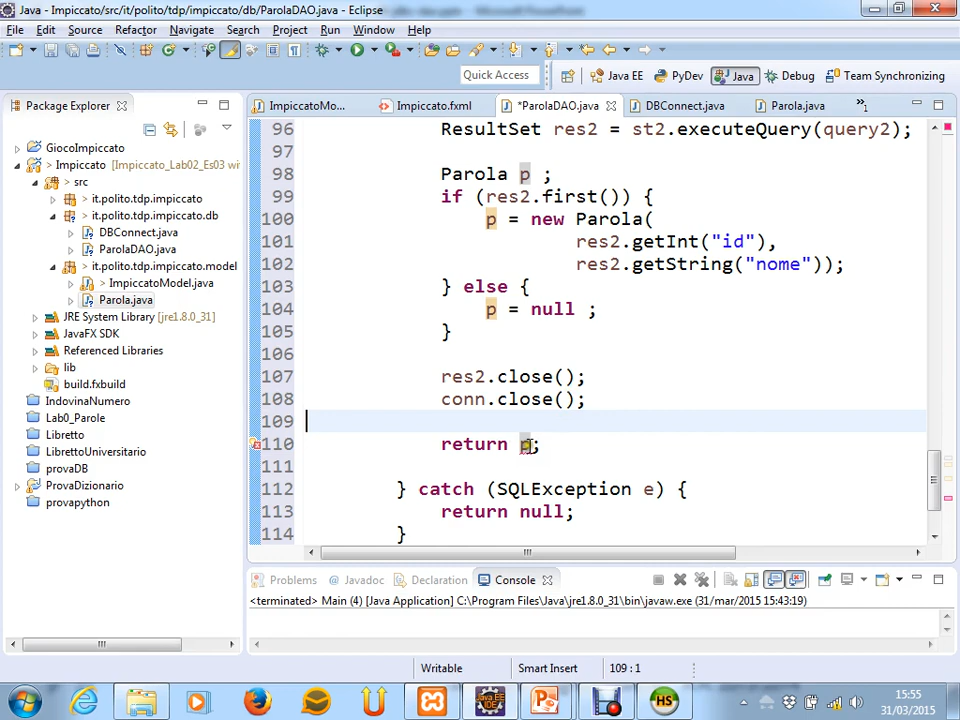 Java - Impiccato/src/it/polito/tdp/impiccato/db/ParolaDAO.java - Eclipse
File Edit Source Refactor Navigate Search Project Run Window Help
Quick Access
Java EE PyDev Java Debug Team Synchronizing
Package Explorer
ImpiccatoMo... Impiccato.fxml *ParolaDAO.java DBConnect.java Parola.java »1
GiocoImpiccato
> Impiccato [Impiccato_Lab02_Es03 wi
> src
> it.polito.tdp.impiccato
> it.polito.tdp.impiccato.db
DBConnect.java
ParolaDAO.java
> it.polito.tdp.impiccato.model
> ImpiccatoModel.java
Parola.java
JRE System Library [jre1.8.0_31]
JavaFX SDK
Referenced Libraries
lib
build.fxbuild
IndovinaNumero
Lab0_Parole
Libretto
LibrettoUniversitario
provaDB
ProvaDizionario
provapython
96 ResultSet res2 = st2.executeQuery(query2);
97
98 Parola p ;
99 if (res2.first()) {
100 p = new Parola(
101 res2.getInt("id"),
102 res2.getString("nome"));
103 } else {
104 p = null ;
105 }
106
107 res2.close();
108 conn.close();
109
110 return p;
111
112 } catch (SQLException e) {
113 return null;
114 }
Problems @ Javadoc Declaration Console
<terminated> Main (4) [Java Application] C:\Program Files\Java\jre1.8.0_31\bin\javaw.exe (31/mar/2015 15:43:19)
Writable Smart Insert 109 : 1
15:55
31/03/2015